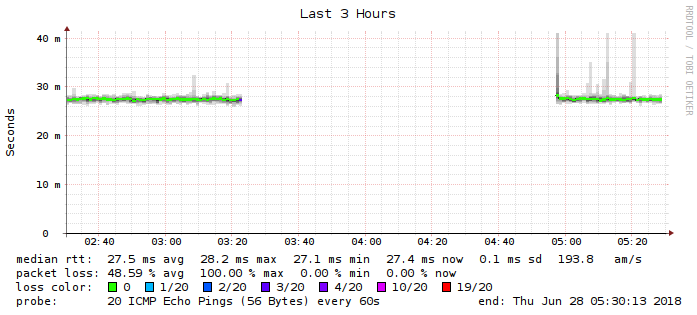 Last 3 Hours
RRDTOOL / TOBI OETIKER
Seconds
40 m
30 m
20 m
10 m
0
02:40 03:00 03:20 03:40 04:00 04:20 04:40 05:00 05:20
median rtt: 27.5 ms avg 28.2 ms max 27.1 ms min 27.4 ms now 0.1 ms sd 193.8 am/s
packet loss: 48.59 % avg 100.00 % max 0.00 % min 0.00 % now
loss color: 0 1/20 2/20 3/20 4/20 10/20 19/20
probe: 20 ICMP Echo Pings (56 Bytes) every 60s end: Thu Jun 28 05:30:13 2018